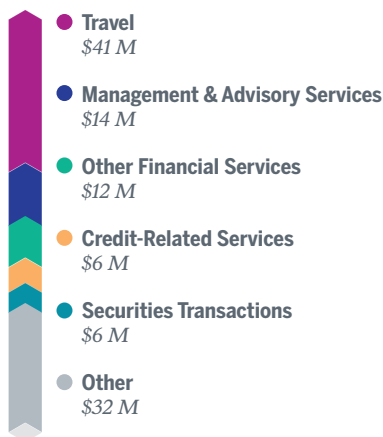 Travel
$41 M
Management & Advisory Services
$14 M
Other Financial Services
$12 M
Credit-Related Services
$6 M
Securities Transactions
$6 M
Other
$32 M